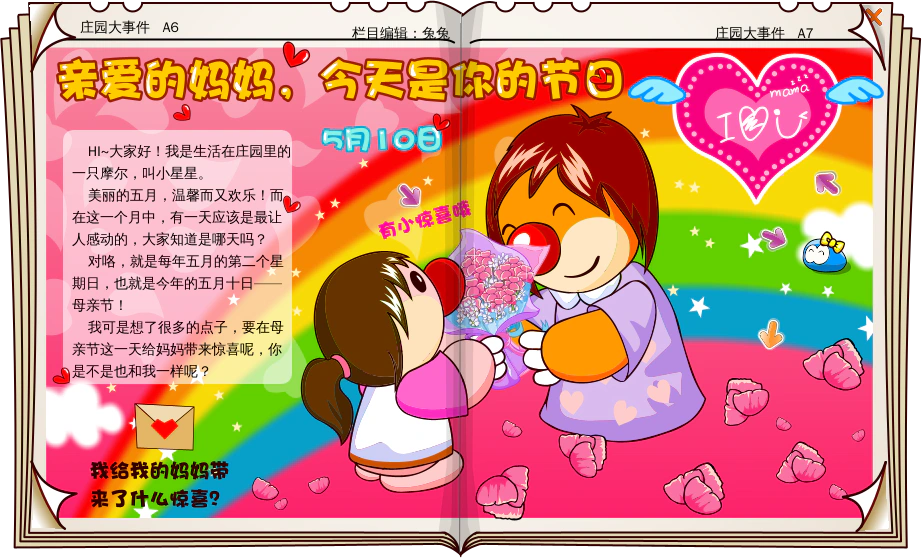 庄园大事件 A6
栏目编辑：兔兔
庄园大事件 A7
亲爱的妈妈，今天是你的节日
5月10日
mama
zzz
I U
有小惊喜哦
HI~大家好！我是生活在庄园里的
一只摩尔，叫小星星。
美丽的五月，温馨而又欢乐！而
在这一个月中，有一天应该是最让
人感动的，大家知道是哪天吗？
对咯，就是每年五月的第二个星
期日，也就是今年的五月十日——
母亲节！
我可是想了很多的点子，要在母
亲节这一天给妈妈带来惊喜呢，你
是不是也和我一样呢？
我给我的妈妈带
来了什么惊喜？